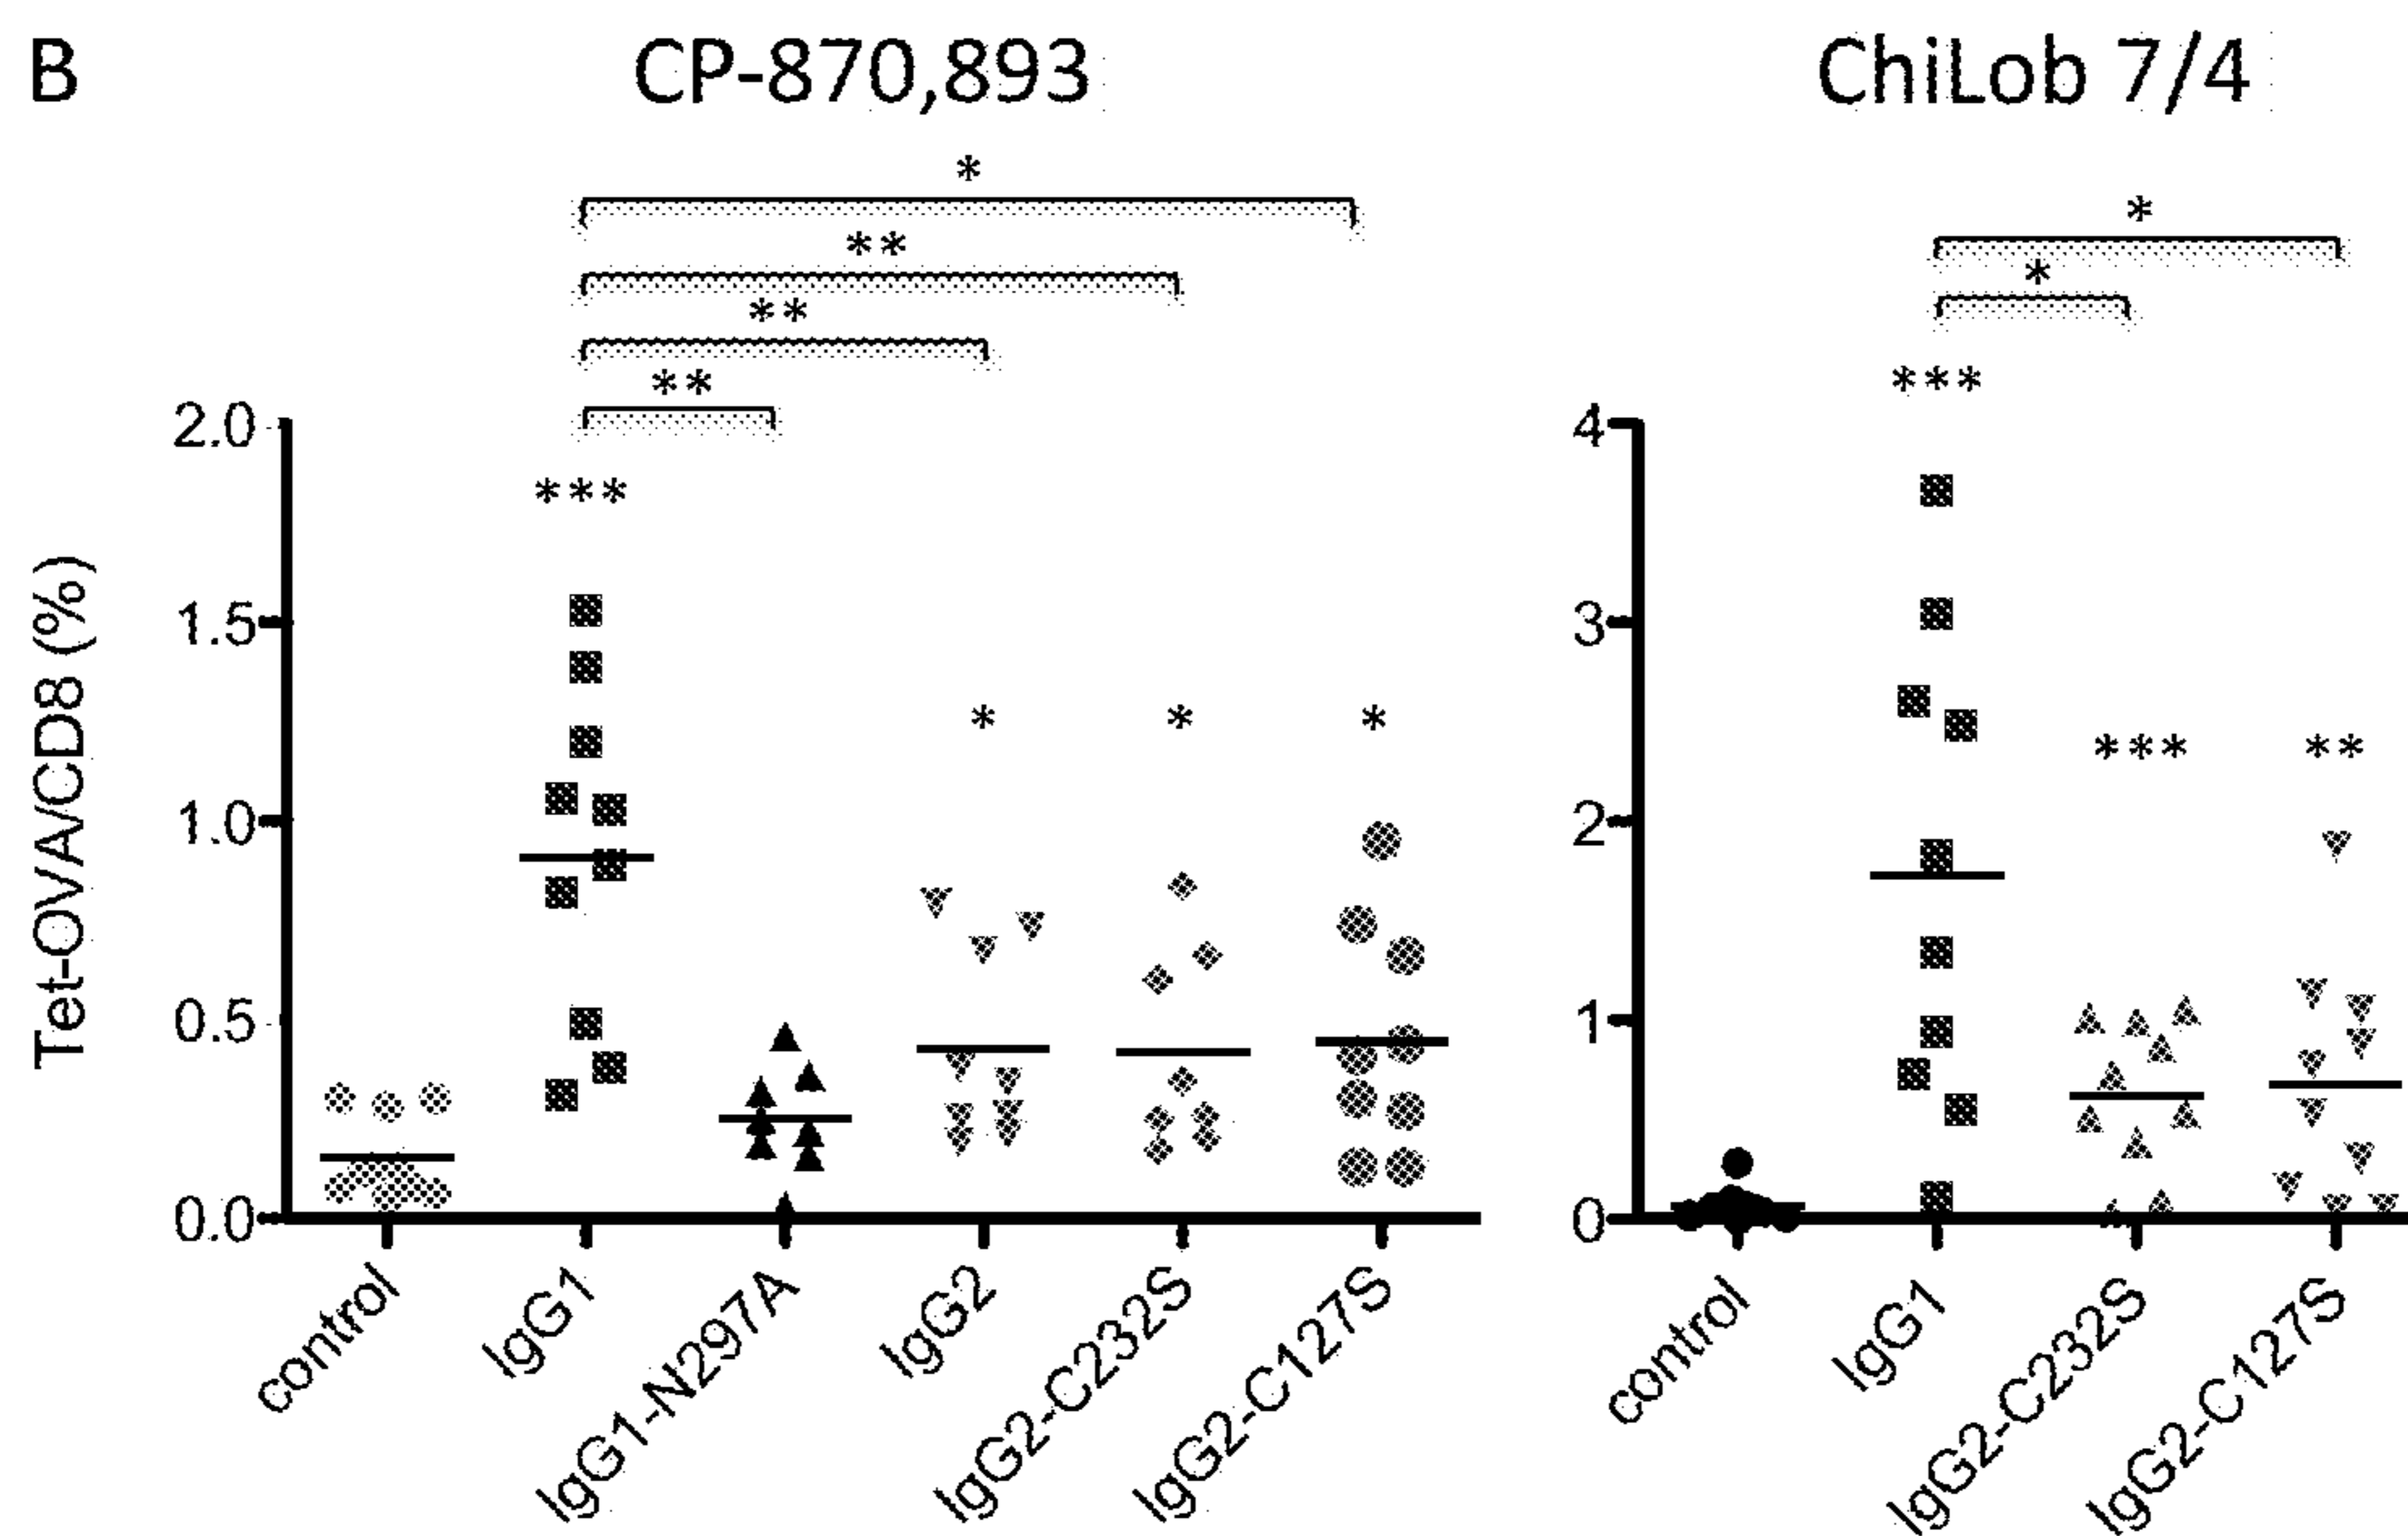 B
CP-870,893
ChiLob 7/4
*
**
**
**
***
*
*
*
*
*
***
***
**
Tet-OVA/CD8 (%)
2.0
1.5
1.0
0.5
0.0
control
IgG1
IgG1-N297A
IgG2
IgG2-C232S
IgG2-C127S
4
3
2
1
0
control
IgG1
IgG2-C232S
IgG2-C127S